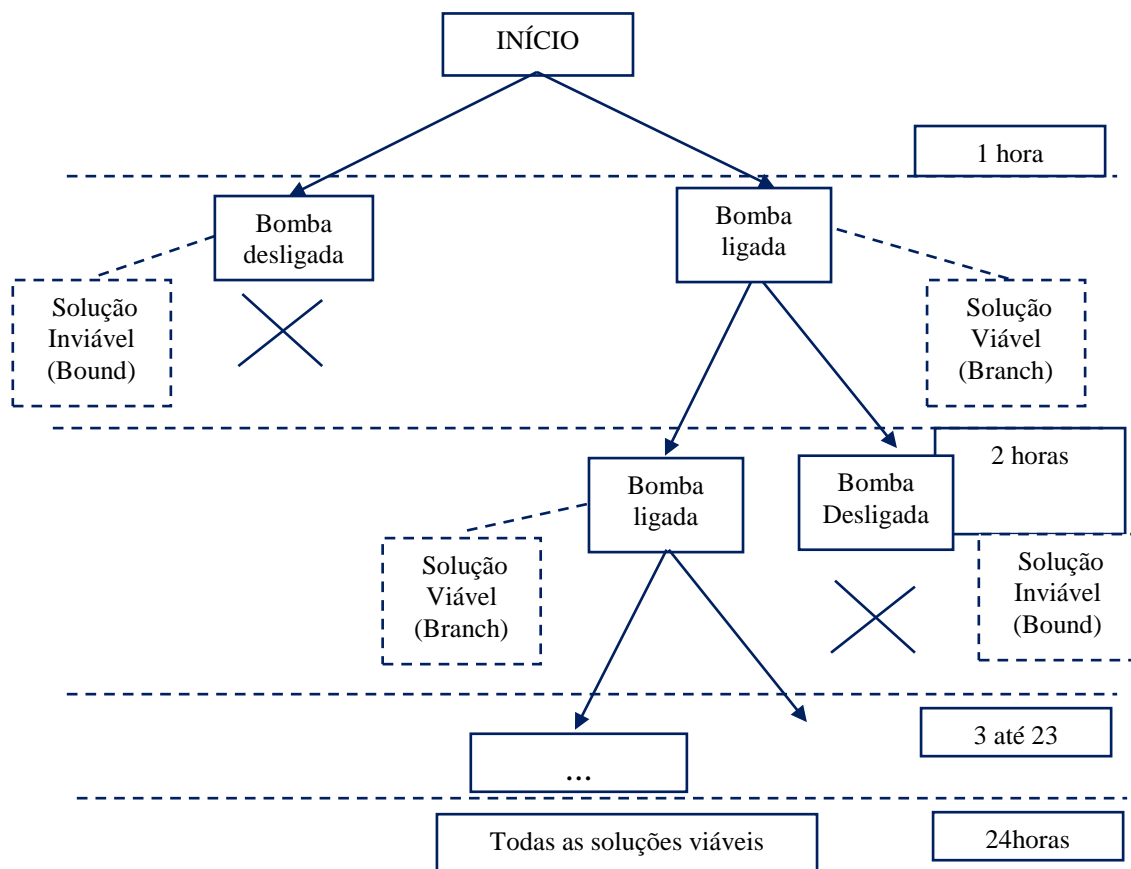 INÍCIO
1 hora
Bomba
desligada
Bomba
ligada
Solução
Inviável
(Bound)
Solução
Viável
(Branch)
2 horas
Bomba
ligada
Bomba
Desligada
Solução
Viável
(Branch)
Solução
Inviável
(Bound)
3 até 23
...
Todas as soluções viáveis
24horas